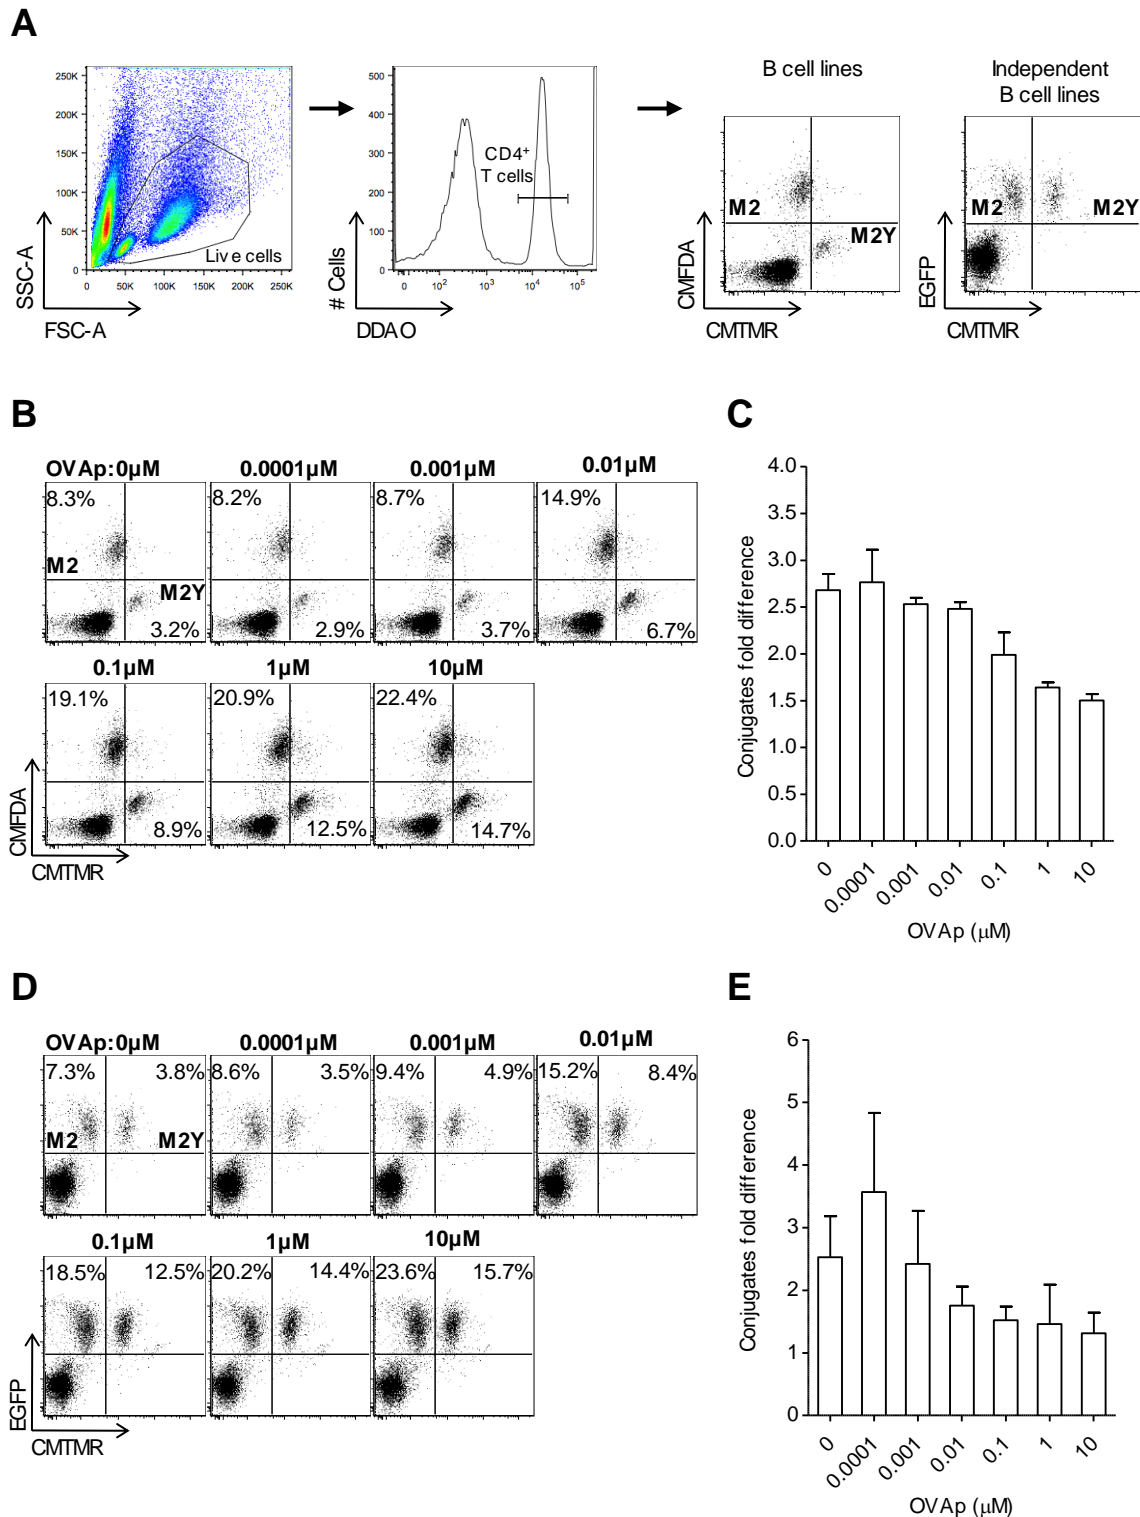 A
B cell lines
Independent
B cell lines
250K
200K
150K
100K
50K
0
0 50K 100K 150K 200K 250K
Live cells
SSC-A
FSC-A
500
400
300
200
100
0
0 10² 10³ 10⁴ 10⁵
CD4⁺
T cells
# Cells
DDAO
M2
M2Y
CMFDA
CMTMR
M2
M2Y
EGFP
CMTMR
B
OVAp:0µM 0.0001µM 0.001µM 0.01µM
8.3% 8.2% 8.7% 14.9%
M2
M2Y
3.2% 2.9% 3.7% 6.7%
0.1µM 1µM 10µM
19.1% 20.9% 22.4%
8.9% 12.5% 14.7%
CMFDA
CMTMR
C
4.0
3.5
3.0
2.5
2.0
1.5
1.0
0.5
0.0
Conjugates fold difference
0 0.0001 0.001 0.01 0.1 1 10
OVAp (µM)
D
OVAp:0µM 0.0001µM 0.001µM 0.01µM
7.3% 3.8% 8.6% 3.5% 9.4% 4.9% 15.2% 8.4%
M2 M2Y
0.1µM 1µM 10µM
18.5% 12.5% 20.2% 14.4% 23.6% 15.7%
EGFP
CMTMR
E
6
5
4
3
2
1
0
Conjugates fold difference
0 0.0001 0.001 0.01 0.1 1 10
OVAp (µM)